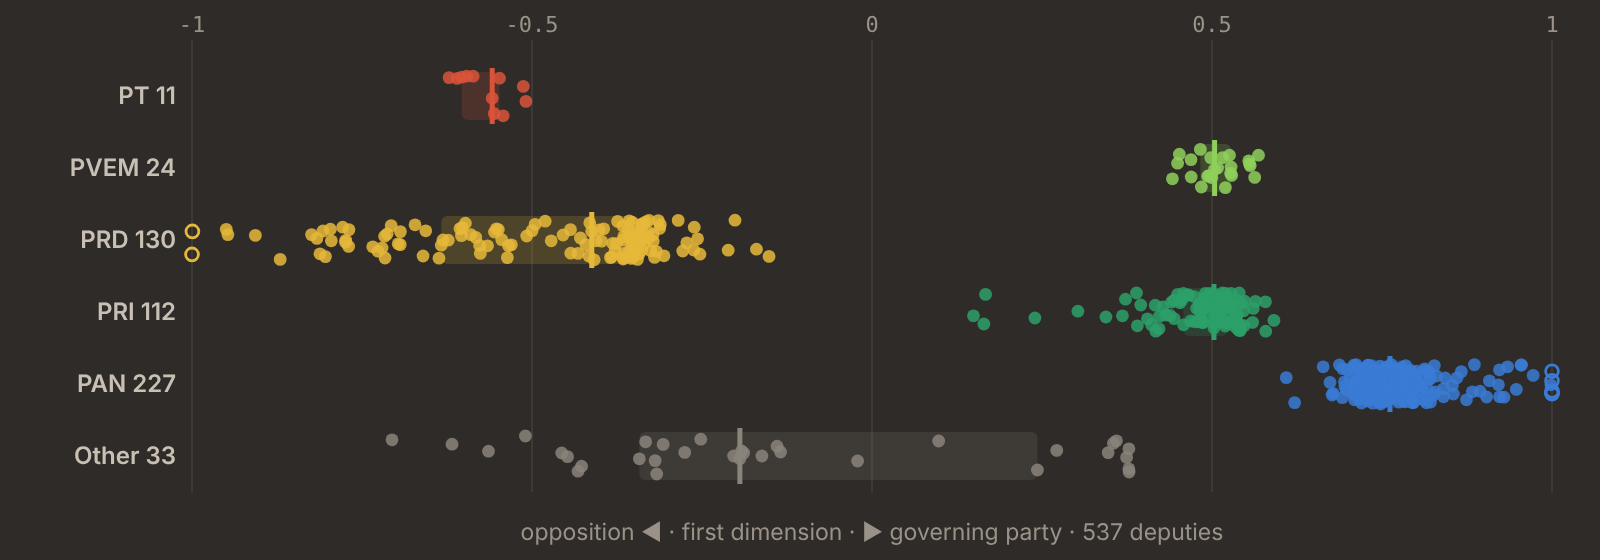 -1 -0.5 0 0.5 1
PT 11
PVEM 24
PRD 130
PRI 112
PAN 227
Other 33
opposition ◀ · first dimension · ▶ governing party · 537 deputies